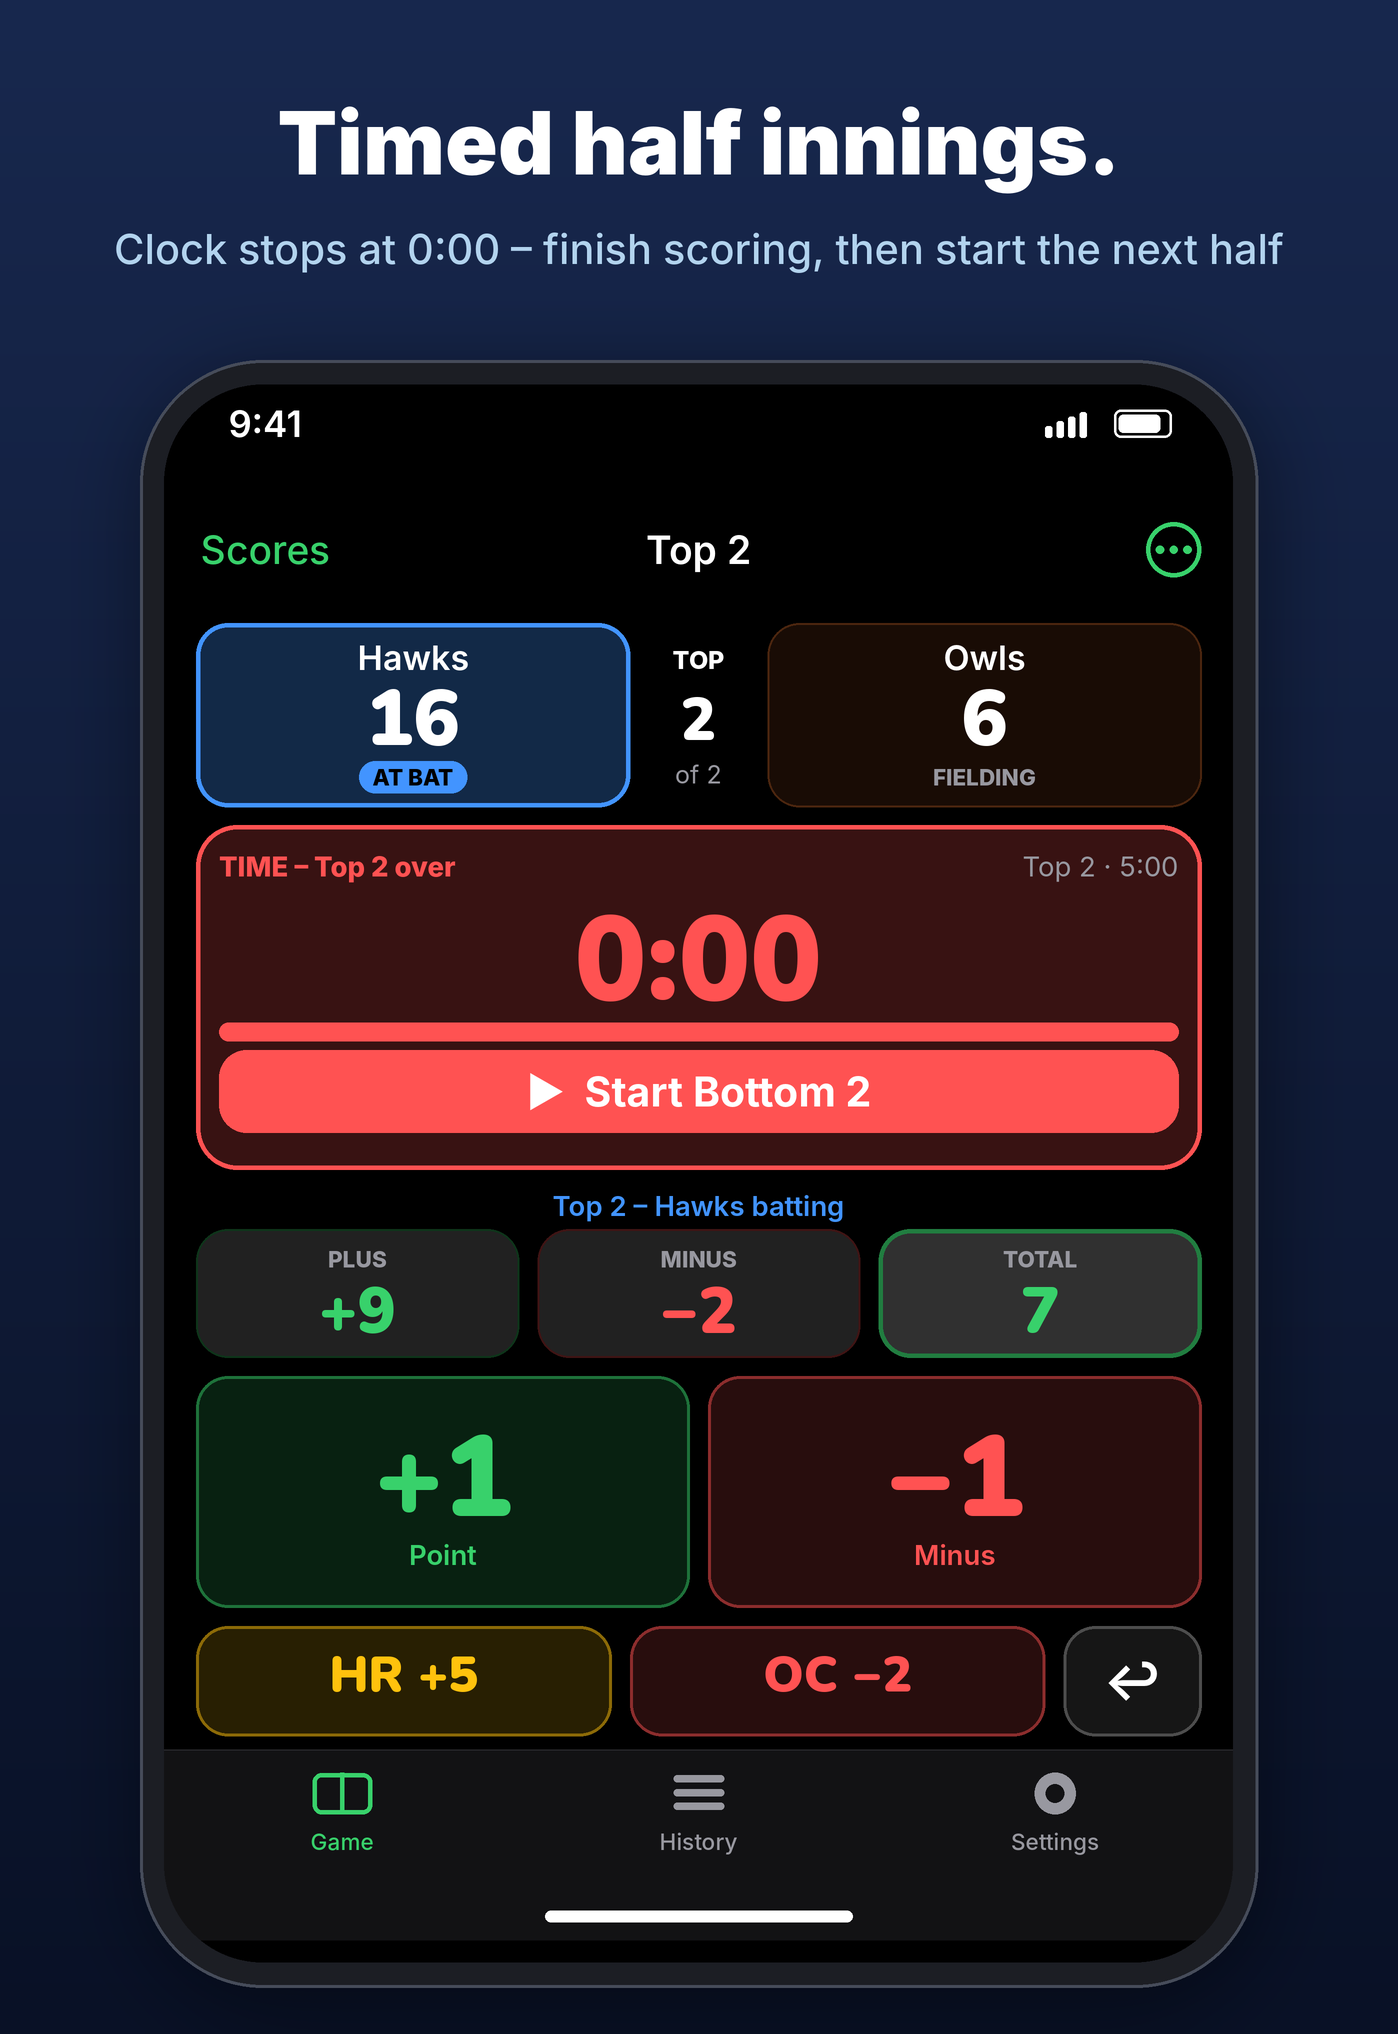 Timed half innings.
Clock stops at 0:00 – finish scoring, then start the next half
9:41
Scores
Top 2
Hawks
16
AT BAT
TOP
2
of 2
Owls
6
FIELDING
TIME – Top 2 over
Top 2 · 5:00
0:00
Start Bottom 2
Top 2 – Hawks batting
PLUS
+9
MINUS
−2
TOTAL
7
+1
Point
−1
Minus
HR +5
OC −2
Game
History
Settings